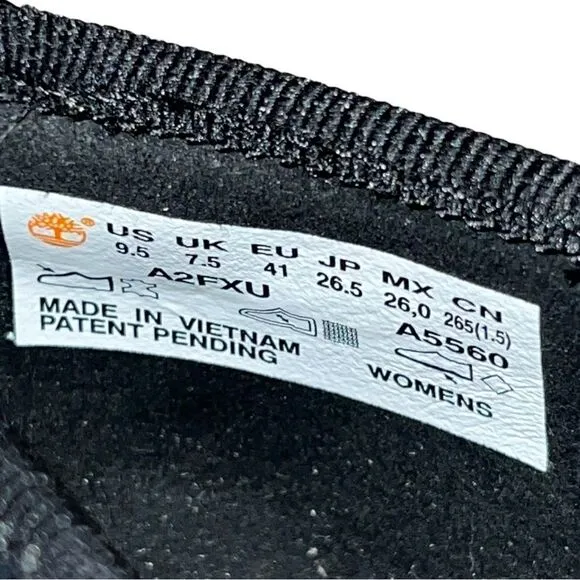 US UK EU JP MX CN
9.5 7.5 41 26.5 26,0 265(1.5)
A2FXU A5560
MADE IN VIETNAM
PATENT PENDING WOMENS
®